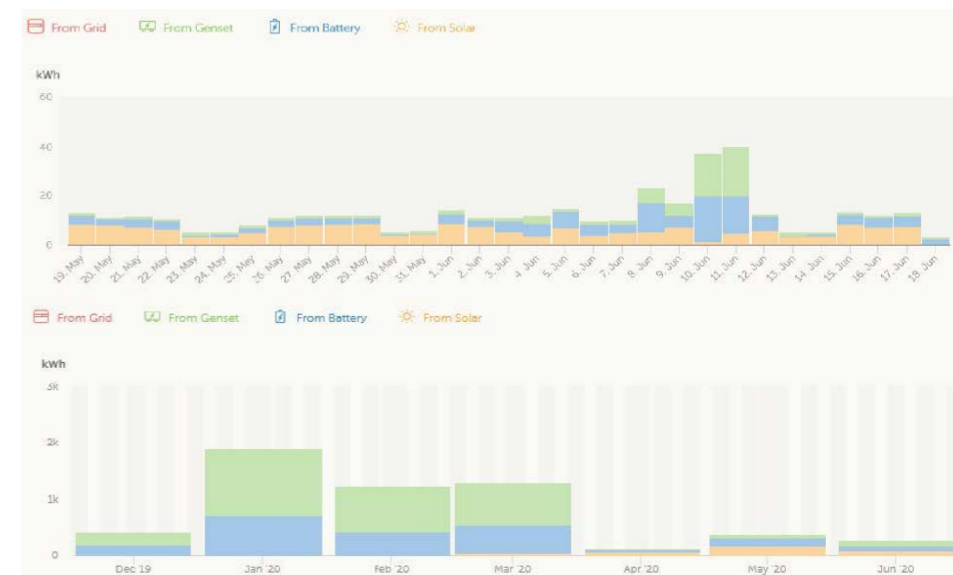 From Grid From Genset From Battery From Solar
kWh
60
40
20
0
19. May 20. May 21. May 22. May 23. May 24. May 25. May 26. May 27. May 28. May 29. May 30. May 31. May 1. Jun 2. Jun 3. Jun 4. Jun 5. Jun 6. Jun 7. Jun 8. Jun 9. Jun 10. Jun 11. Jun 12. Jun 13. Jun 14. Jun 15. Jun 16. Jun 17. Jun 18. Jun
From Grid From Genset From Battery From Solar
kWh
3k
2k
1k
0
Dec '19 Jan '20 Feb '20 Mar '20 Apr '20 May '20 Jun '20